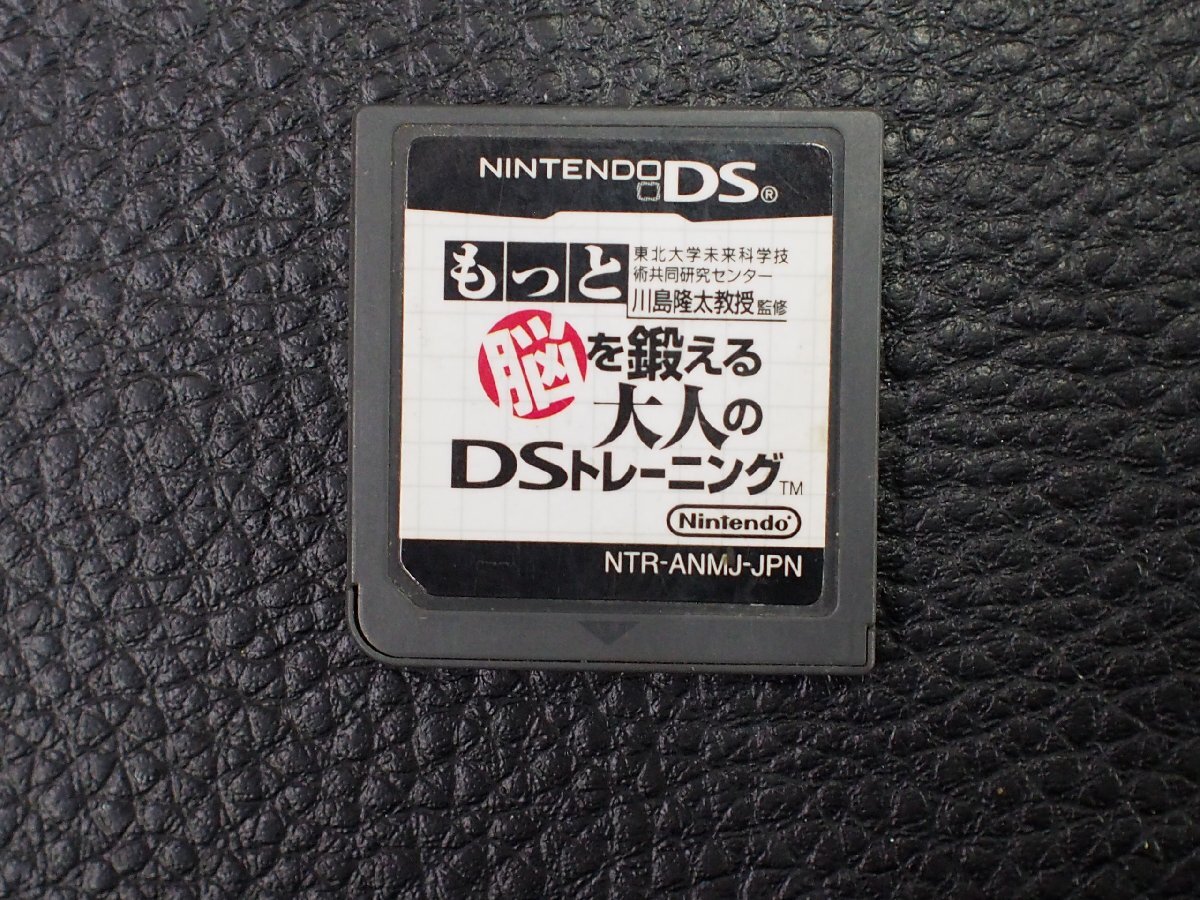 NINTENDO DS®
もっと
東北大学未来科学技
術共同研究センター
川島隆太教授監修
脳を鍛える
大人の
DSトレーニング™
Nintendo®
NTR-ANMJ-JPN